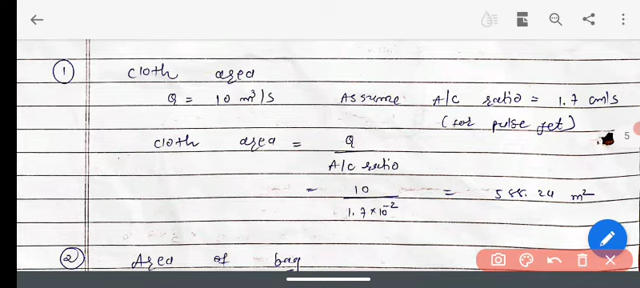 ① Cloth area
Q = 10 m³/s Assume A/C ratio = 1.7 cm/s
(for pulse jet)
Cloth area = Q / A/C ratio
5
= 10 / 1.7 × 10⁻² = 588.24 m²
② Area of bag